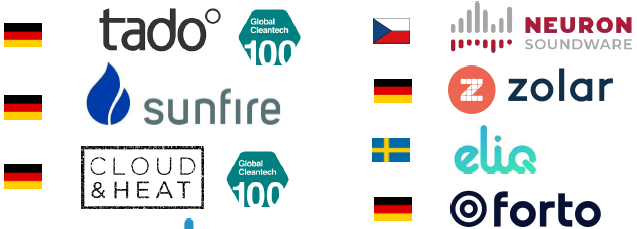 tado°
Global
Cleantech
100
sunfire
CLOUD
& HEAT
Global
Cleantech
100
NEURON
SOUNDWARE
zolar
eliq
forto